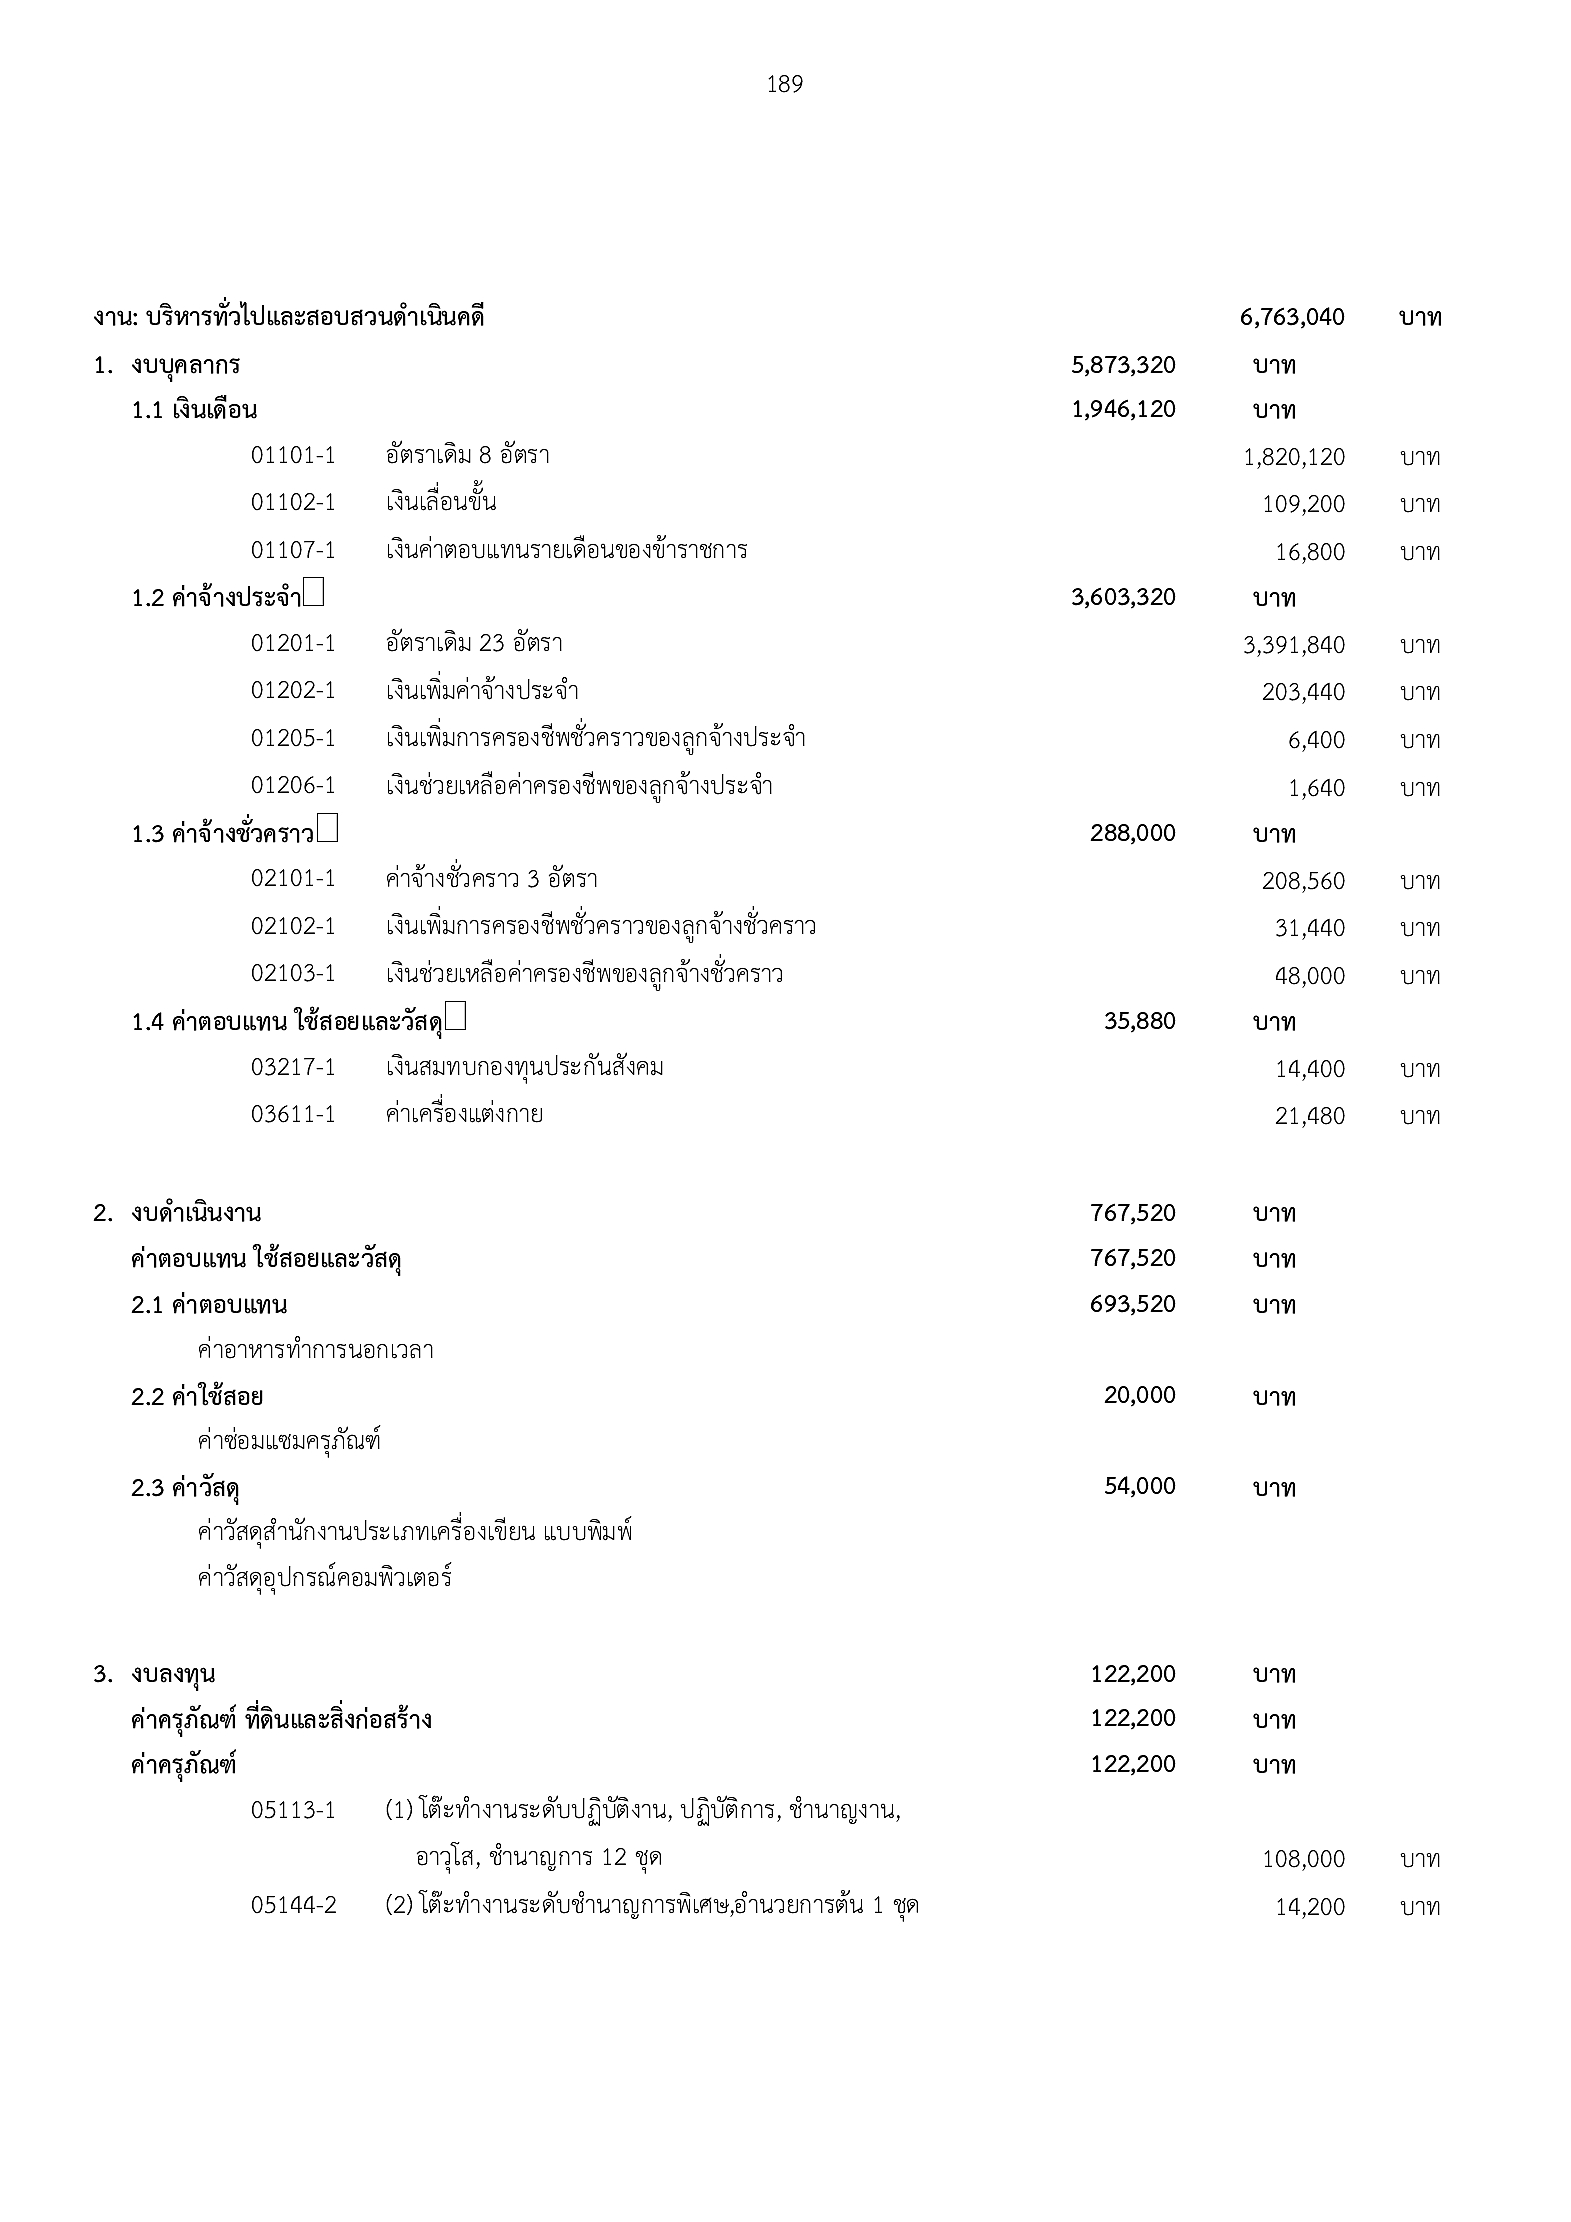 189
งาน: บริหารทั่วไปและสอบสวนดำเนินคดี 6,763,040 บาท
1. งบบุคลากร 5,873,320 บาท
1.1 เงินเดือน 1,946,120 บาท
01101-1 อัตราเดิม 8 อัตรา 1,820,120 บาท
01102-1 เงินเลื่อนขั้น 109,200 บาท
01107-1 เงินค่าตอบแทนรายเดือนของข้าราชการ 16,800 บาท
1.2 ค่าจ้างประจำ 3,603,320 บาท
01201-1 อัตราเดิม 23 อัตรา 3,391,840 บาท
01202-1 เงินเพิ่มค่าจ้างประจำ 203,440 บาท
01205-1 เงินเพิ่มการครองชีพชั่วคราวของลูกจ้างประจำ 6,400 บาท
01206-1 เงินช่วยเหลือค่าครองชีพของลูกจ้างประจำ 1,640 บาท
1.3 ค่าจ้างชั่วคราว 288,000 บาท
02101-1 ค่าจ้างชั่วคราว 3 อัตรา 208,560 บาท
02102-1 เงินเพิ่มการครองชีพชั่วคราวของลูกจ้างชั่วคราว 31,440 บาท
02103-1 เงินช่วยเหลือค่าครองชีพของลูกจ้างชั่วคราว 48,000 บาท
1.4 ค่าตอบแทน ใช้สอยและวัสดุ 35,880 บาท
03217-1 เงินสมทบกองทุนประกันสังคม 14,400 บาท
03611-1 ค่าเครื่องแต่งกาย 21,480 บาท
2. งบดำเนินงาน 767,520 บาท
ค่าตอบแทน ใช้สอยและวัสดุ 767,520 บาท
2.1 ค่าตอบแทน 693,520 บาท
ค่าอาหารทำการนอกเวลา
2.2 ค่าใช้สอย 20,000 บาท
ค่าซ่อมแซมครุภัณฑ์
2.3 ค่าวัสดุ 54,000 บาท
ค่าวัสดุสำนักงานประเภทเครื่องเขียน แบบพิมพ์
ค่าวัสดุอุปกรณ์คอมพิวเตอร์
3. งบลงทุน 122,200 บาท
ค่าครุภัณฑ์ ที่ดินและสิ่งก่อสร้าง 122,200 บาท
ค่าครุภัณฑ์ 122,200 บาท
05113-1 (1) โต๊ะทำงานระดับปฏิบัติงาน, ปฏิบัติการ, ชำนาญงาน,
อาวุโส, ชำนาญการ 12 ชุด 108,000 บาท
05144-2 (2) โต๊ะทำงานระดับชำนาญการพิเศษ,อำนวยการต้น 1 ชุด 14,200 บาท